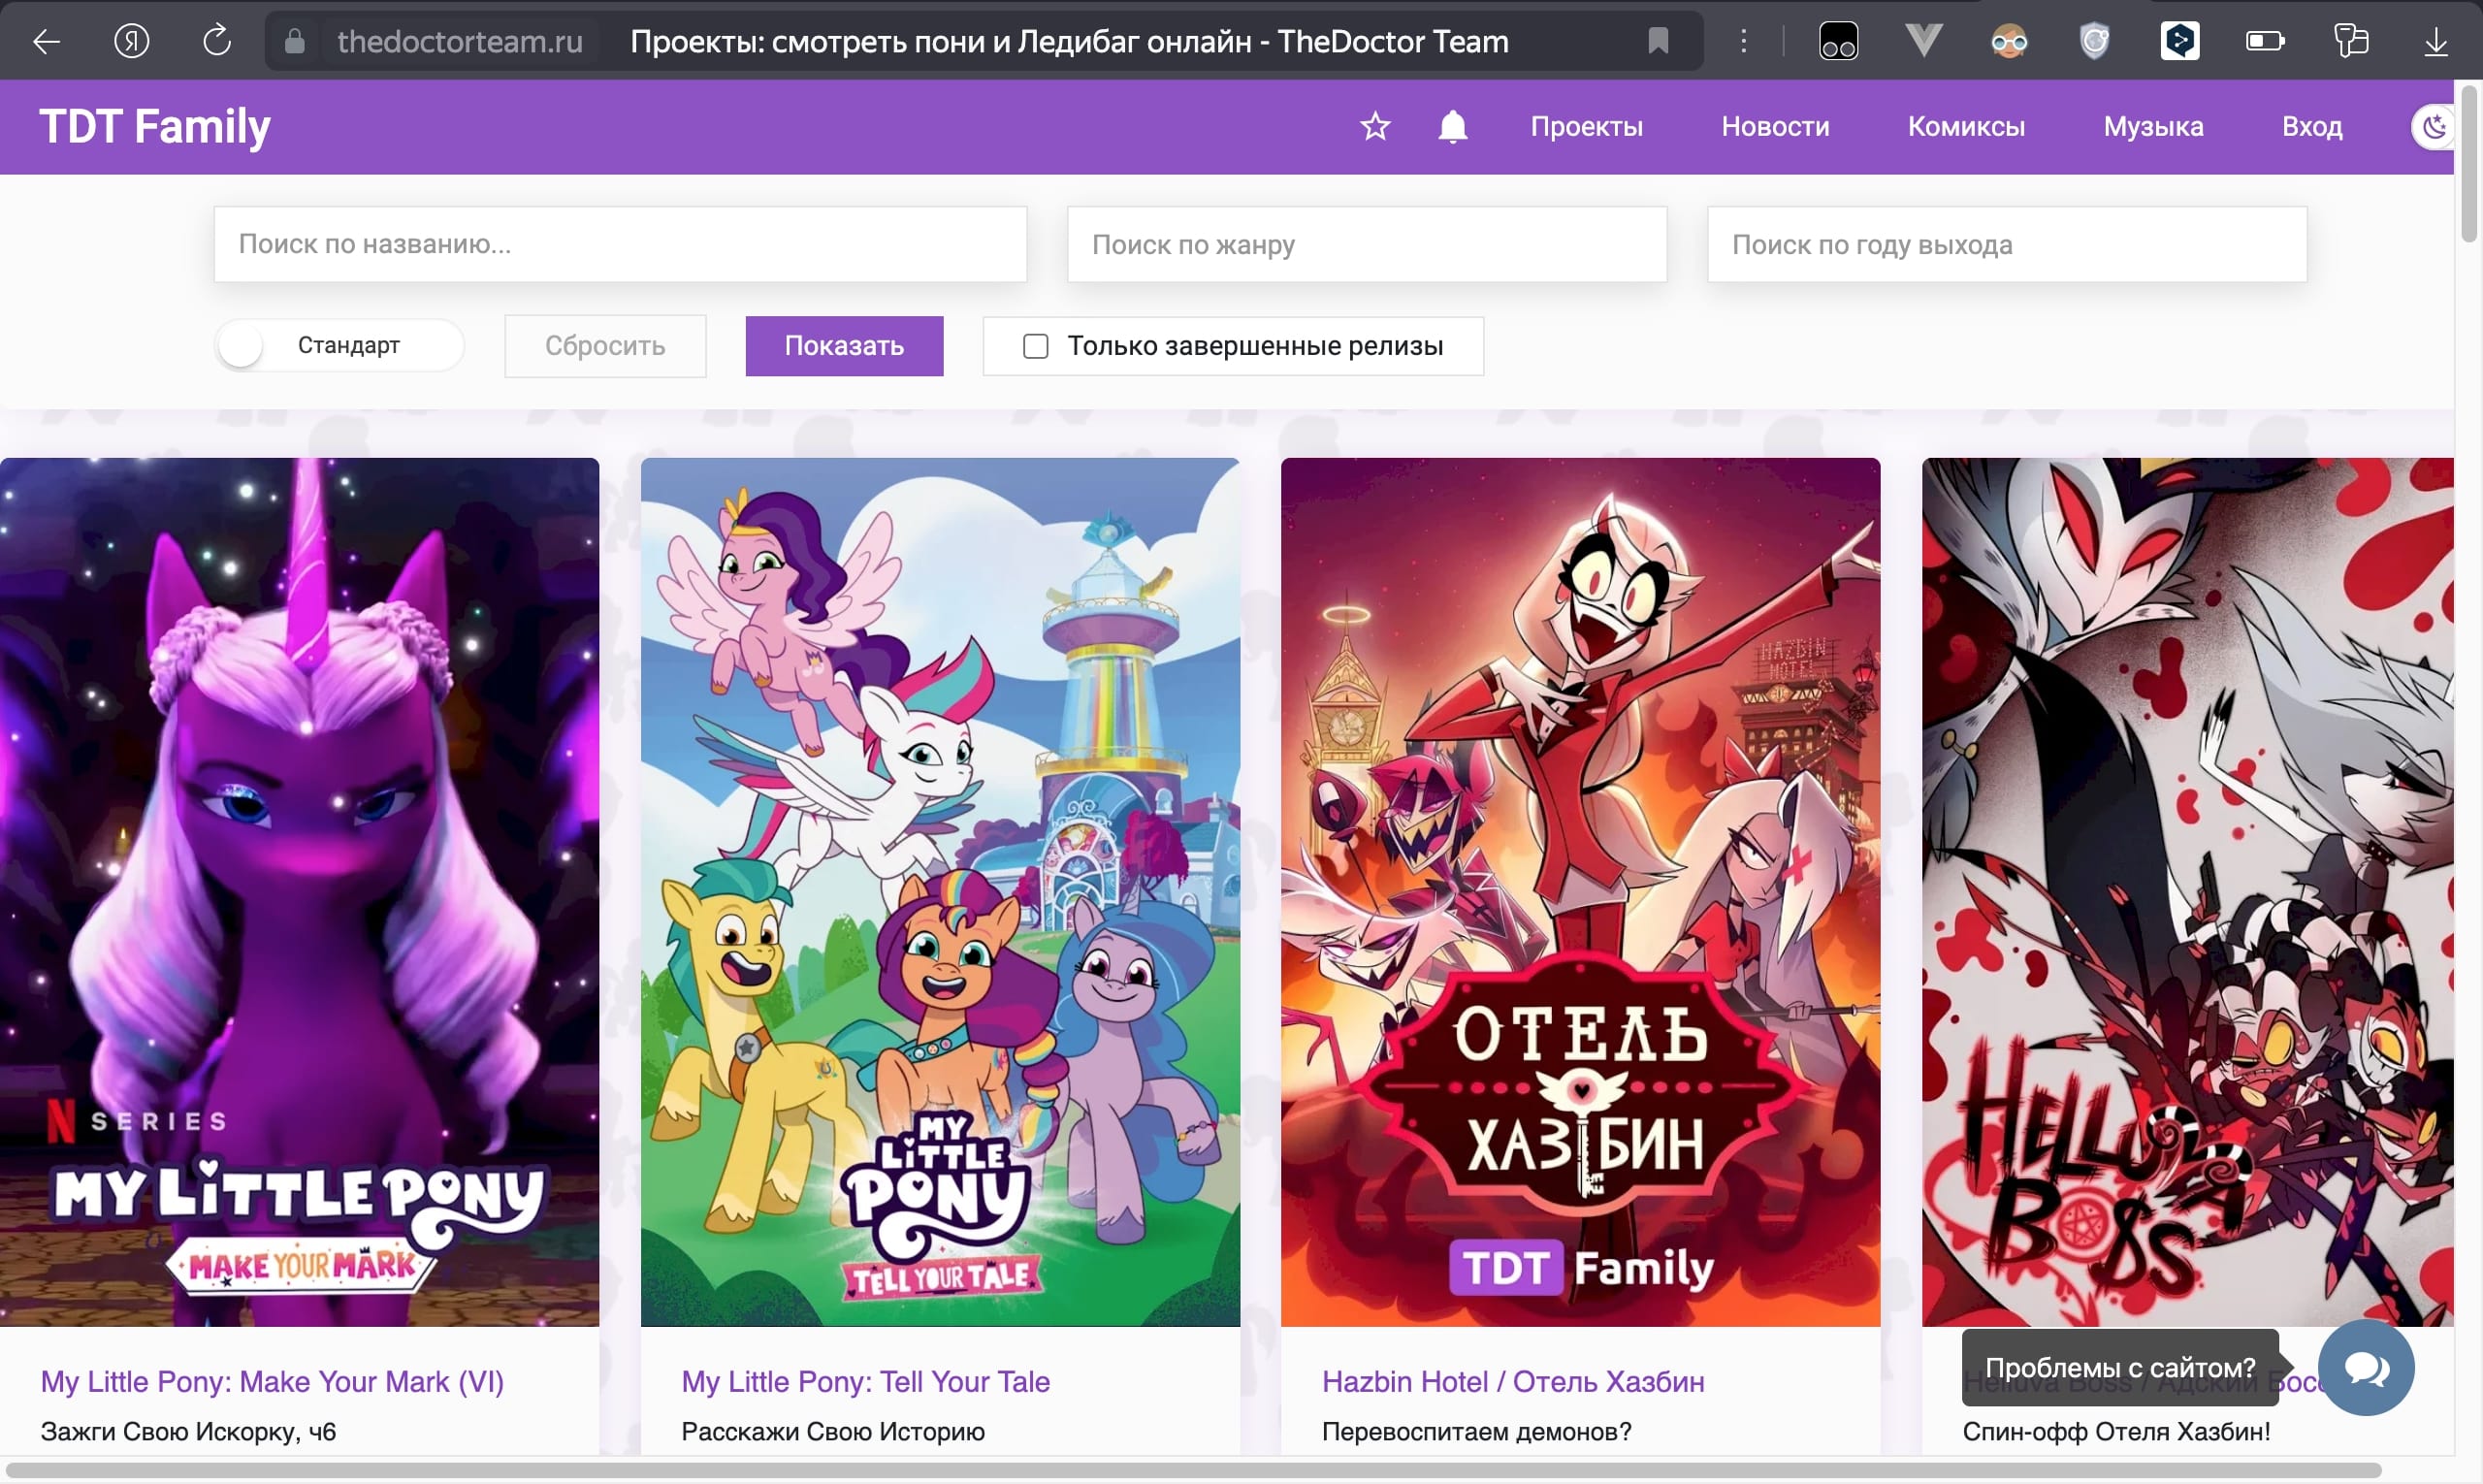 thedoctorteam.ru Проекты: смотреть пони и Ледибаг онлайн - TheDoctor Team
TDT Family
Проекты
Новости
Комиксы
Музыка
Вход
Поиск по названию...
Поиск по жанру
Поиск по году выхода
Стандарт
Сбросить
Показать
Только завершенные релизы
N SERIES
MY LITTLE PONY
MAKE YOUR MARK
MY
LITTLE
PONY
TELL YOUR TALE
HAZBIN
HOTEL
ОТЕЛЬ
ХАЗБИН
TDT Family
HELLUVA
BO$S
My Little Pony: Make Your Mark (VI)
Зажги Свою Искорку, ч6
My Little Pony: Tell Your Tale
Расскажи Свою Историю
Hazbin Hotel / Отель Хазбин
Перевоспитаем демонов?
Helluva Boss / Адский Босс
Проблемы с сайтом?
Спин-офф Отеля Хазбин!